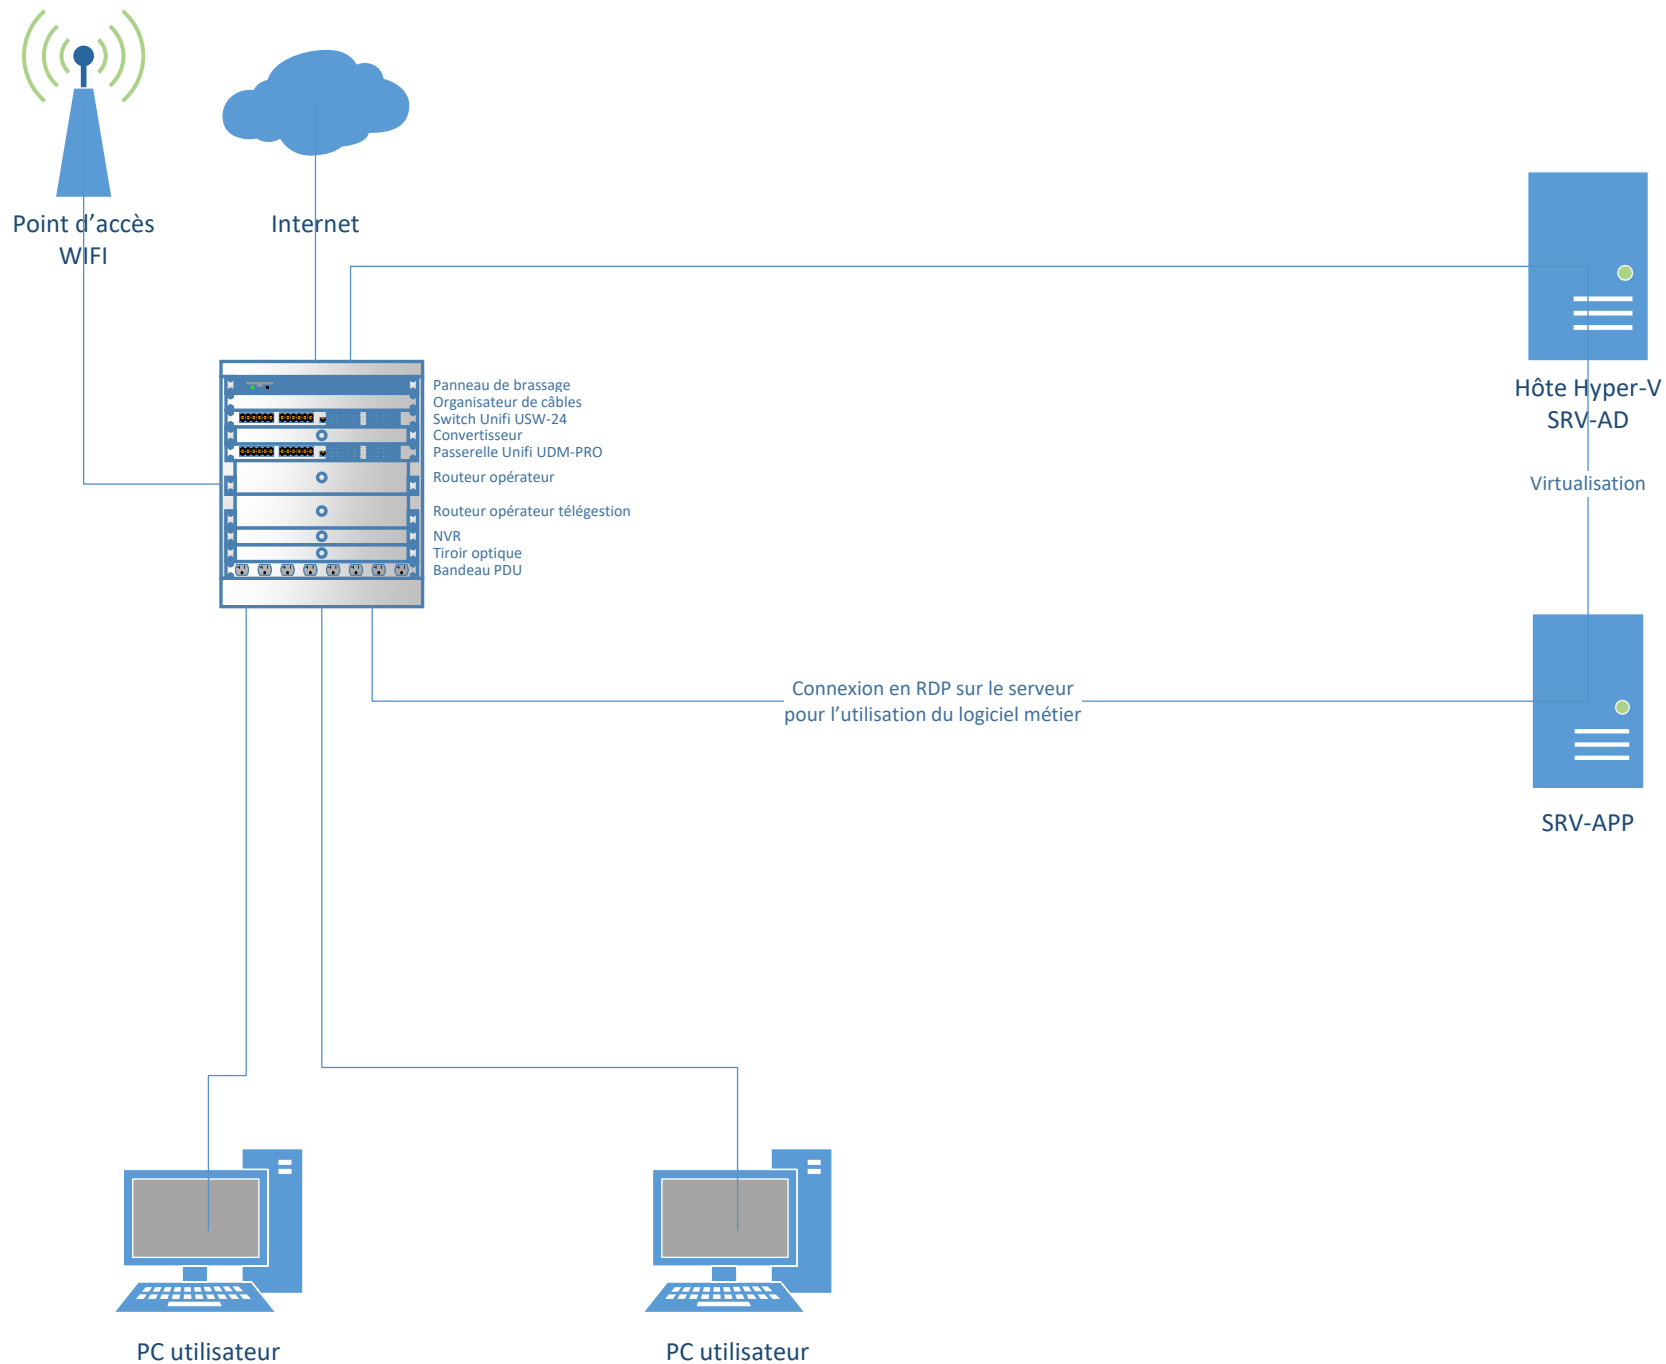 Point d'accès
WIFI
Internet
Hôte Hyper-V
SRV-AD
Panneau de brassage
Organisateur de câbles
Switch Unifi USW-24
Convertisseur
Passerelle Unifi UDM-PRO
Routeur opérateur
Routeur opérateur télégestion
NVR
Tiroir optique
Bandeau PDU
Virtualisation
Connexion en RDP sur le serveur
pour l'utilisation du logiciel métier
SRV-APP
PC utilisateur
PC utilisateur